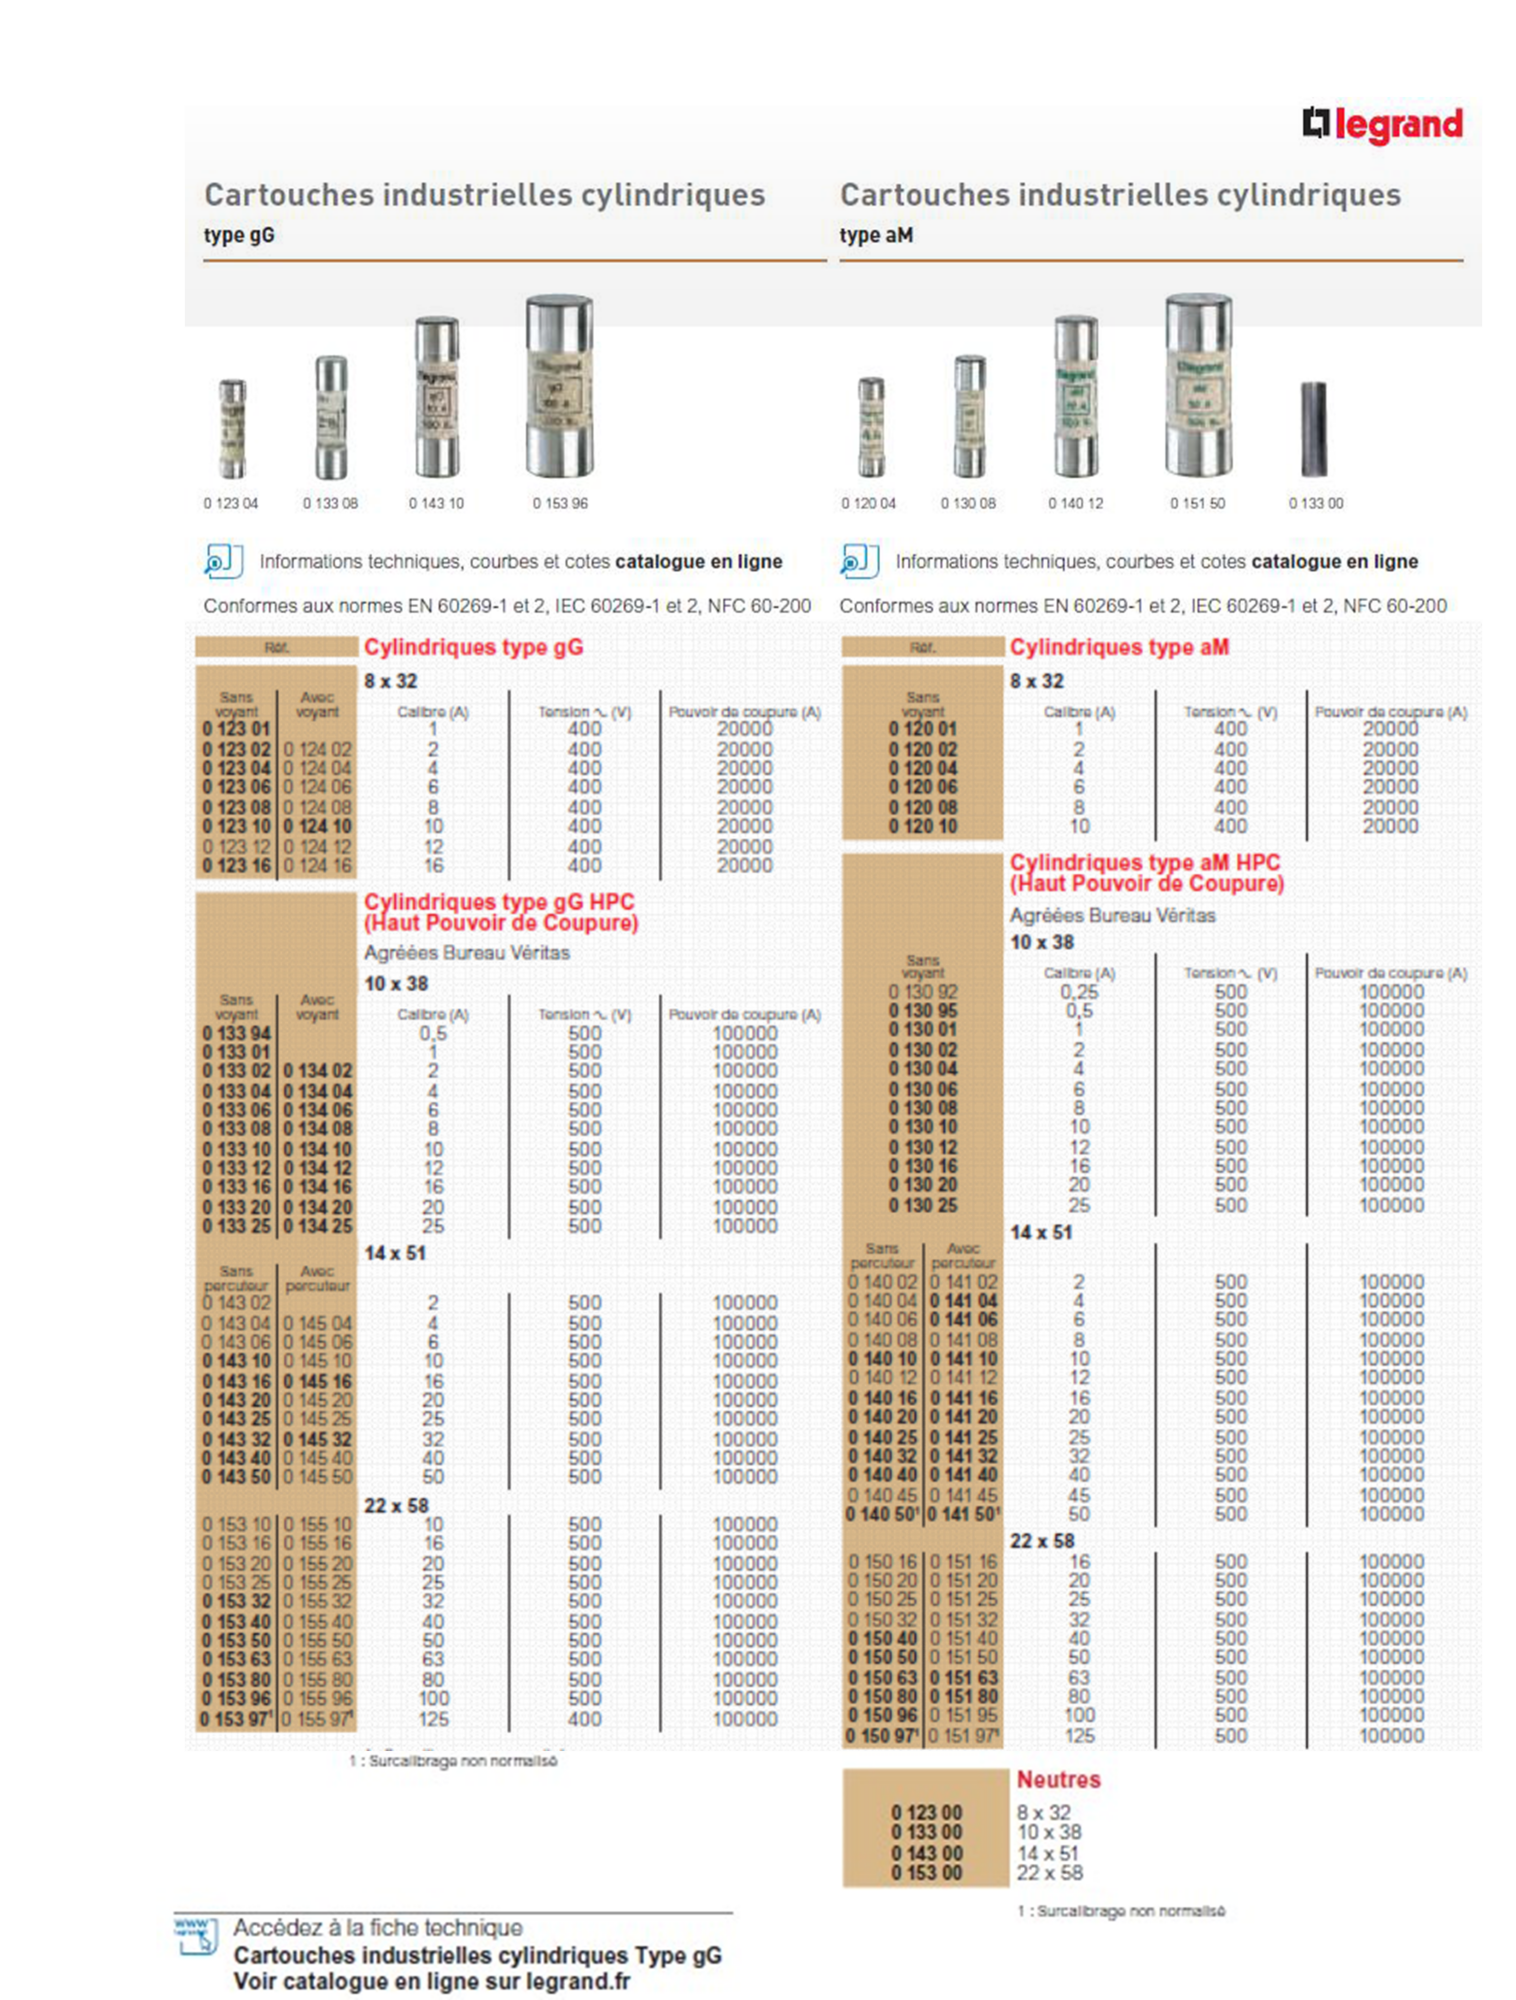 legrand
Cartouches industrielles cylindriques
type gG
0 123 04 0 133 08 0 143 10 0 153 96
Informations techniques, courbes et cotes catalogue en ligne
Conformes aux normes EN 60269-1 et 2, IEC 60269-1 et 2, NFC 60-200
Réf. Cylindriques type gG
8 x 32
Sans voyant Avec voyant Calibre (A) Tension ∿ (V) Pouvoir de coupure (A)
0 123 01 1 400 20000
0 123 02 0 124 02 2 400 20000
0 123 04 0 124 04 4 400 20000
0 123 06 0 124 06 6 400 20000
0 123 08 0 124 08 8 400 20000
0 123 10 0 124 10 10 400 20000
0 123 12 0 124 12 12 400 20000
0 123 16 0 124 16 16 400 20000
Cylindriques type gG HPC
(Haut Pouvoir de Coupure)
Agréées Bureau Véritas
10 x 38
Sans voyant Avec voyant Calibre (A) Tension ∿ (V) Pouvoir de coupure (A)
0 133 94 0,5 500 100000
0 133 01 1 500 100000
0 133 02 0 134 02 2 500 100000
0 133 04 0 134 04 4 500 100000
0 133 06 0 134 06 6 500 100000
0 133 08 0 134 08 8 500 100000
0 133 10 0 134 10 10 500 100000
0 133 12 0 134 12 12 500 100000
0 133 16 0 134 16 16 500 100000
0 133 20 0 134 20 20 500 100000
0 133 25 0 134 25 25 500 100000
14 x 51
Sans percuteur Avec percuteur
0 143 02 2 500 100000
0 143 04 0 145 04 4 500 100000
0 143 06 0 145 06 6 500 100000
0 143 10 0 145 10 10 500 100000
0 143 16 0 145 16 16 500 100000
0 143 20 0 145 20 20 500 100000
0 143 25 0 145 25 25 500 100000
0 143 32 0 145 32 32 500 100000
0 143 40 0 145 40 40 500 100000
0 143 50 0 145 50 50 500 100000
22 x 58
0 153 10 0 155 10 10 500 100000
0 153 16 0 155 16 16 500 100000
0 153 20 0 155 20 20 500 100000
0 153 25 0 155 25 25 500 100000
0 153 32 0 155 32 32 500 100000
0 153 40 0 155 40 40 500 100000
0 153 50 0 155 50 50 500 100000
0 153 63 0 155 63 63 500 100000
0 153 80 0 155 80 80 500 100000
0 153 96 0 155 96 100 500 100000
0 153 97¹ 0 155 97¹ 125 400 100000
1 : Surcalibrage non normalisé
Cartouches industrielles cylindriques
type aM
0 120 04 0 130 08 0 140 12 0 151 50 0 133 00
Informations techniques, courbes et cotes catalogue en ligne
Conformes aux normes EN 60269-1 et 2, IEC 60269-1 et 2, NFC 60-200
Réf. Cylindriques type aM
8 x 32
Sans voyant Calibre (A) Tension ∿ (V) Pouvoir de coupure (A)
0 120 01 1 400 20000
0 120 02 2 400 20000
0 120 04 4 400 20000
0 120 06 6 400 20000
0 120 08 8 400 20000
0 120 10 10 400 20000
Cylindriques type aM HPC
(Haut Pouvoir de Coupure)
Agréées Bureau Véritas
10 x 38
Sans voyant Calibre (A) Tension ∿ (V) Pouvoir de coupure (A)
0 130 92 0,25 500 100000
0 130 95 0,5 500 100000
0 130 01 1 500 100000
0 130 02 2 500 100000
0 130 04 4 500 100000
0 130 06 6 500 100000
0 130 08 8 500 100000
0 130 10 10 500 100000
0 130 12 12 500 100000
0 130 16 16 500 100000
0 130 20 20 500 100000
0 130 25 25 500 100000
14 x 51
Sans percuteur Avec percuteur
0 140 02 0 141 02 2 500 100000
0 140 04 0 141 04 4 500 100000
0 140 06 0 141 06 6 500 100000
0 140 08 0 141 08 8 500 100000
0 140 10 0 141 10 10 500 100000
0 140 12 0 141 12 12 500 100000
0 140 16 0 141 16 16 500 100000
0 140 20 0 141 20 20 500 100000
0 140 25 0 141 25 25 500 100000
0 140 32 0 141 32 32 500 100000
0 140 40 0 141 40 40 500 100000
0 140 45 0 141 45 45 500 100000
0 140 50¹ 0 141 50¹ 50 500 100000
22 x 58
0 150 16 0 151 16 16 500 100000
0 150 20 0 151 20 20 500 100000
0 150 25 0 151 25 25 500 100000
0 150 32 0 151 32 32 500 100000
0 150 40 0 151 40 40 500 100000
0 150 50 0 151 50 50 500 100000
0 150 63 0 151 63 63 500 100000
0 150 80 0 151 80 80 500 100000
0 150 96 0 151 95 100 500 100000
0 150 97¹ 0 151 97¹ 125 500 100000
Neutres
0 123 00 8 x 32
0 133 00 10 x 38
0 143 00 14 x 51
0 153 00 22 x 58
1 : Surcalibrage non normalisé
www
Accédez à la fiche technique
Cartouches industrielles cylindriques Type gG
Voir catalogue en ligne sur legrand.fr